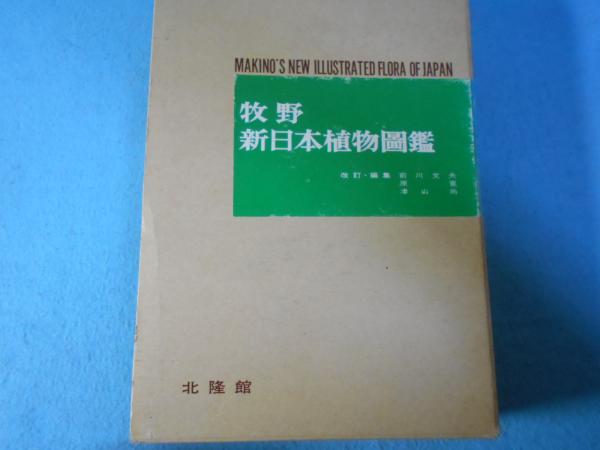 MAKINO'S NEW ILLUSTRATED FLORA OF JAPAN
牧野
新日本植物圖鑑
改訂・編集 前川文夫
原寛
津山尚
北隆館